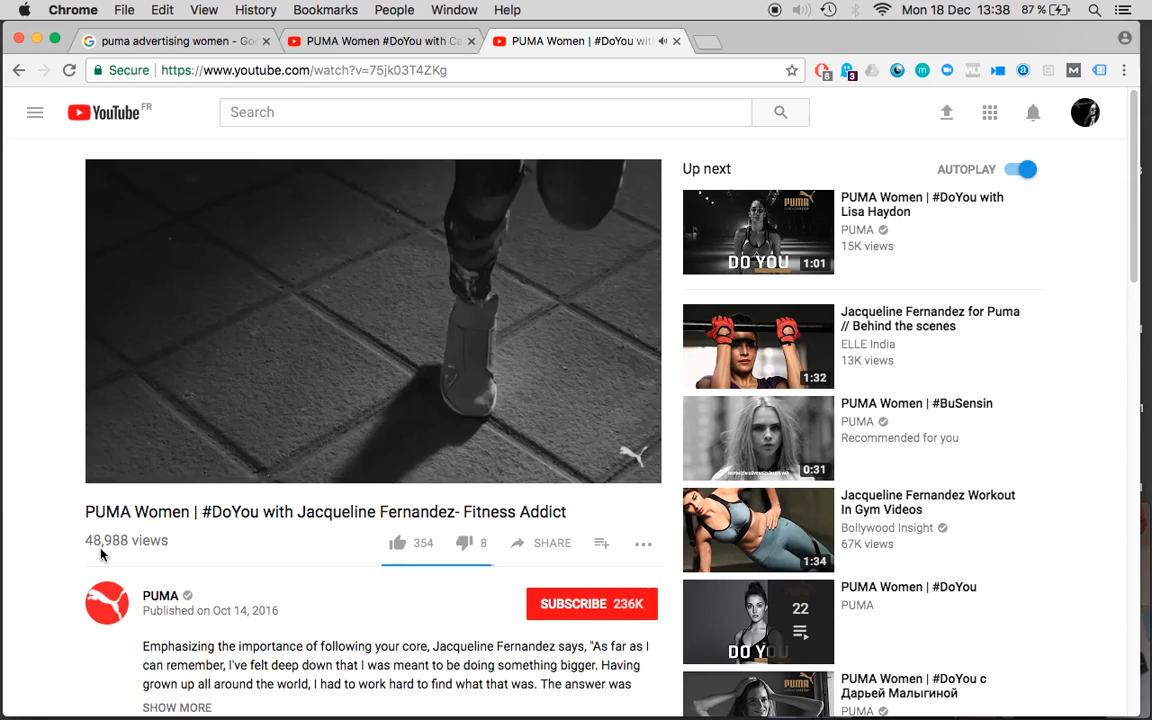 Chrome File Edit View History Bookmarks People Window Help Mon 18 Dec 13:38 87 %
puma advertising women - Go
PUMA Women #DoYou with Ca
PUMA Women | #DoYou wit
Secure https://www.youtube.com/watch?v=75jk03T4ZKg
YouTube FR
Search
Up next
AUTOPLAY
PUMA
DO YOU
1:01
PUMA Women | #DoYou with
Lisa Haydon
PUMA
15K views
1:32
Jacqueline Fernandez for Puma
// Behind the scenes
ELLE India
13K views
0:31
PUMA Women | #BuSensin
PUMA
Recommended for you
1:34
Jacqueline Fernandez Workout
In Gym Videos
Bollywood Insight
67K views
22
DO YOU
PUMA Women | #DoYou
PUMA
PUMA
PUMA Women | #DoYou с
Дарьей Малыгиной
PUMA
PUMA Women | #DoYou with Jacqueline Fernandez- Fitness Addict
48,988 views
354 8 SHARE
PUMA
Published on Oct 14, 2016
SUBSCRIBE 236K
Emphasizing the importance of following your core, Jacqueline Fernandez says, "As far as I
can remember, I've felt deep down that I was meant to be doing something bigger. Having
grown up all around the world, I had to work hard to find what that was. The answer was
SHOW MORE